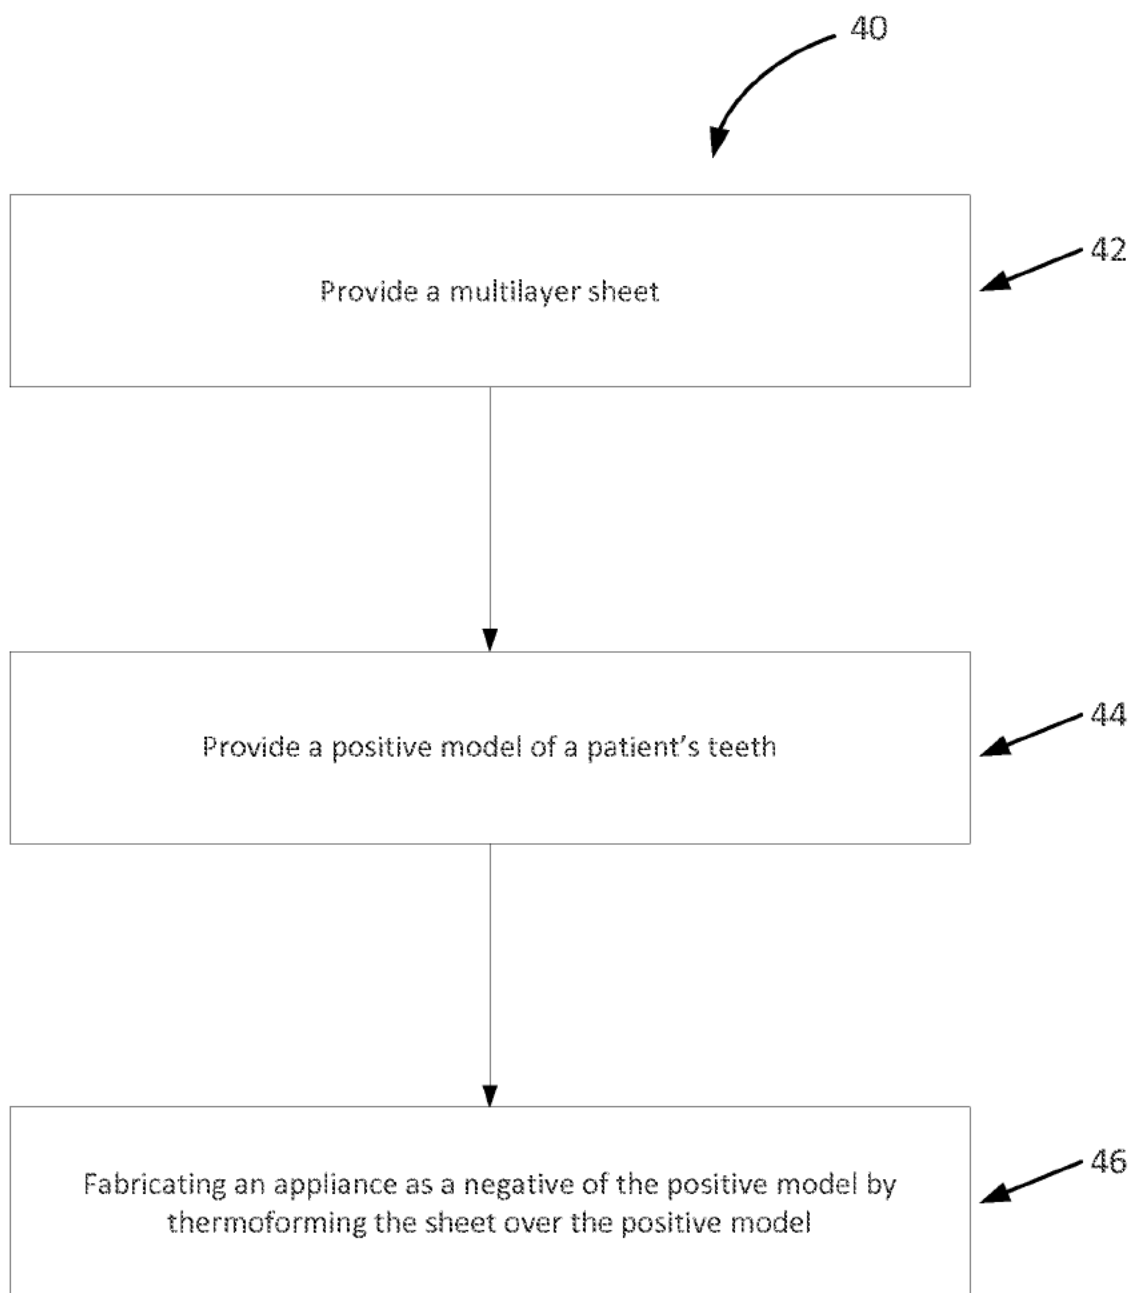 40
Provide a multilayer sheet
42
Provide a positive model of a patient's teeth
44
Fabricating an appliance as a negative of the positive model by
thermoforming the sheet over the positive model
46